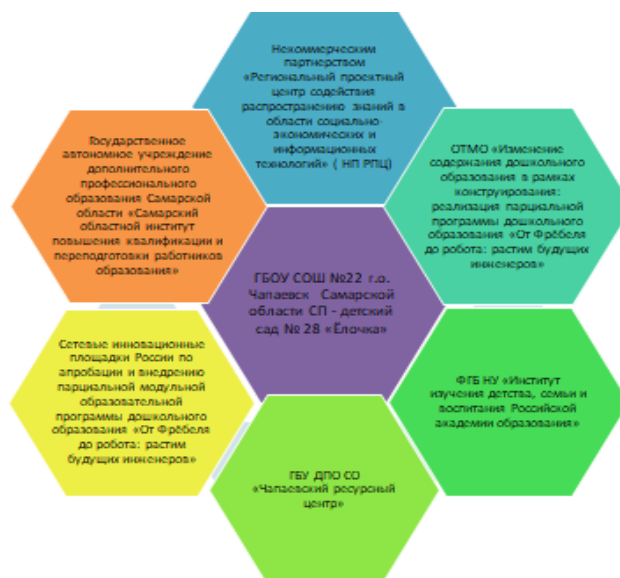 Некоммерческим
партнерством
«Региональный проектный
центр содействия
распространению знаний в
области социально-
экономических и
информационных
технологий» ( НП РПЦ)
Государственное
автономное учреждение
дополнительного
профессионального
образования Самарской
области «Самарский
областной институт
повышения квалификации и
переподготовки работников
образования»
ОТМО «Изменение
содержания дошкольного
образования в рамках
конструирования:
реализация парциальной
программы дошкольного
образования «От Фрёбеля
до робота: растим будущих
инженеров»
ГБОУ СОШ №22 г.о.
Чапаевск Самарской
области СП - детский
сад № 28 «Ёлочка»
Сетевые инновационные
площадки России по
апробации и внедрению
парциальной модульной
образовательной
программы дошкольного
образования «От Фрёбеля
до робота: растим
будущих инженеров»
ФГБ НУ «Институт
изучения детства, семьи и
воспитания Российской
академии образования»
ГБУ ДПО СО
«Чапаевский ресурсный
центр»